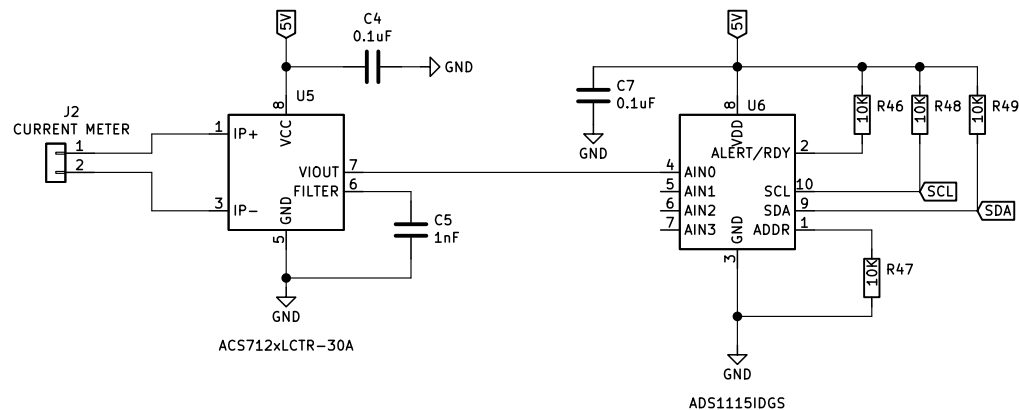 5V
C4
0.1uF
GND
J2
CURRENT METER
1
2
U5
8
VCC
1
IP+
3
IP-
VIOUT
7
FILTER
6
GND
5
C5
1nF
GND
ACS712xLCTR-30A
5V
C7
0.1uF
GND
U6
8
VDD
ALERT/RDY
2
4
AIN0
5
AIN1
6
AIN2
7
AIN3
SCL
10
SDA
9
ADDR
1
GND
3
10K
R46
10K
R48
10K
R49
SCL
SDA
10K
R47
GND
ADS1115IDGS